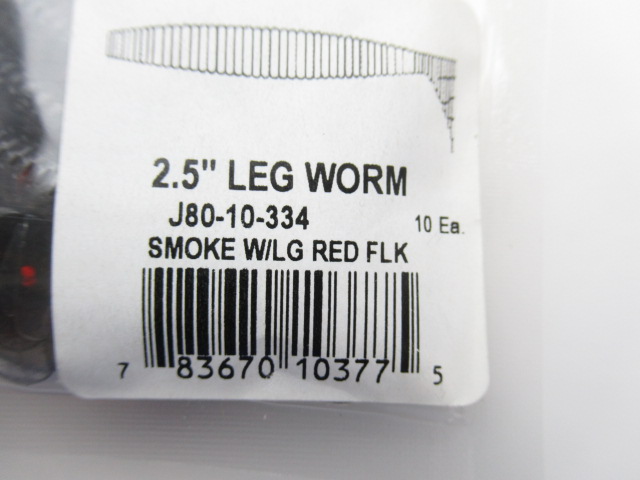 2.5" LEG WORM
J80-10-334 10 Ea.
SMOKE W/LG RED FLK
7 83670 10377 5